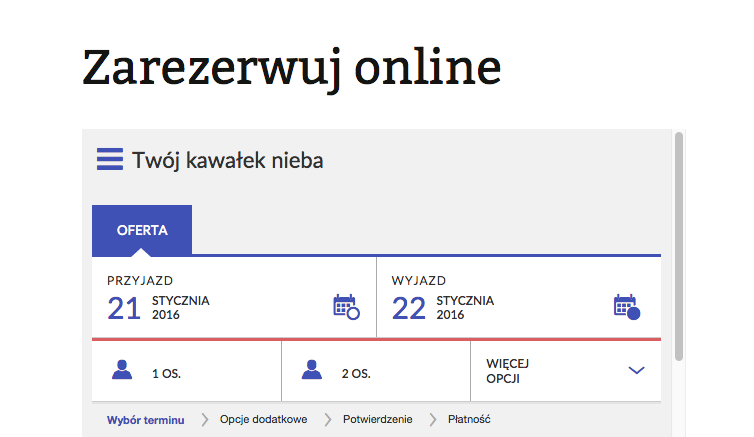 Zarezerwuj online
Twój kawałek nieba
OFERTA
PRZYJAZD
21 STYCZNIA
2016
WYJAZD
22 STYCZNIA
2016
1 OS.
2 OS.
WIĘCEJ
OPCJI
Wybór terminu Opcje dodatkowe Potwierdzenie Płatność